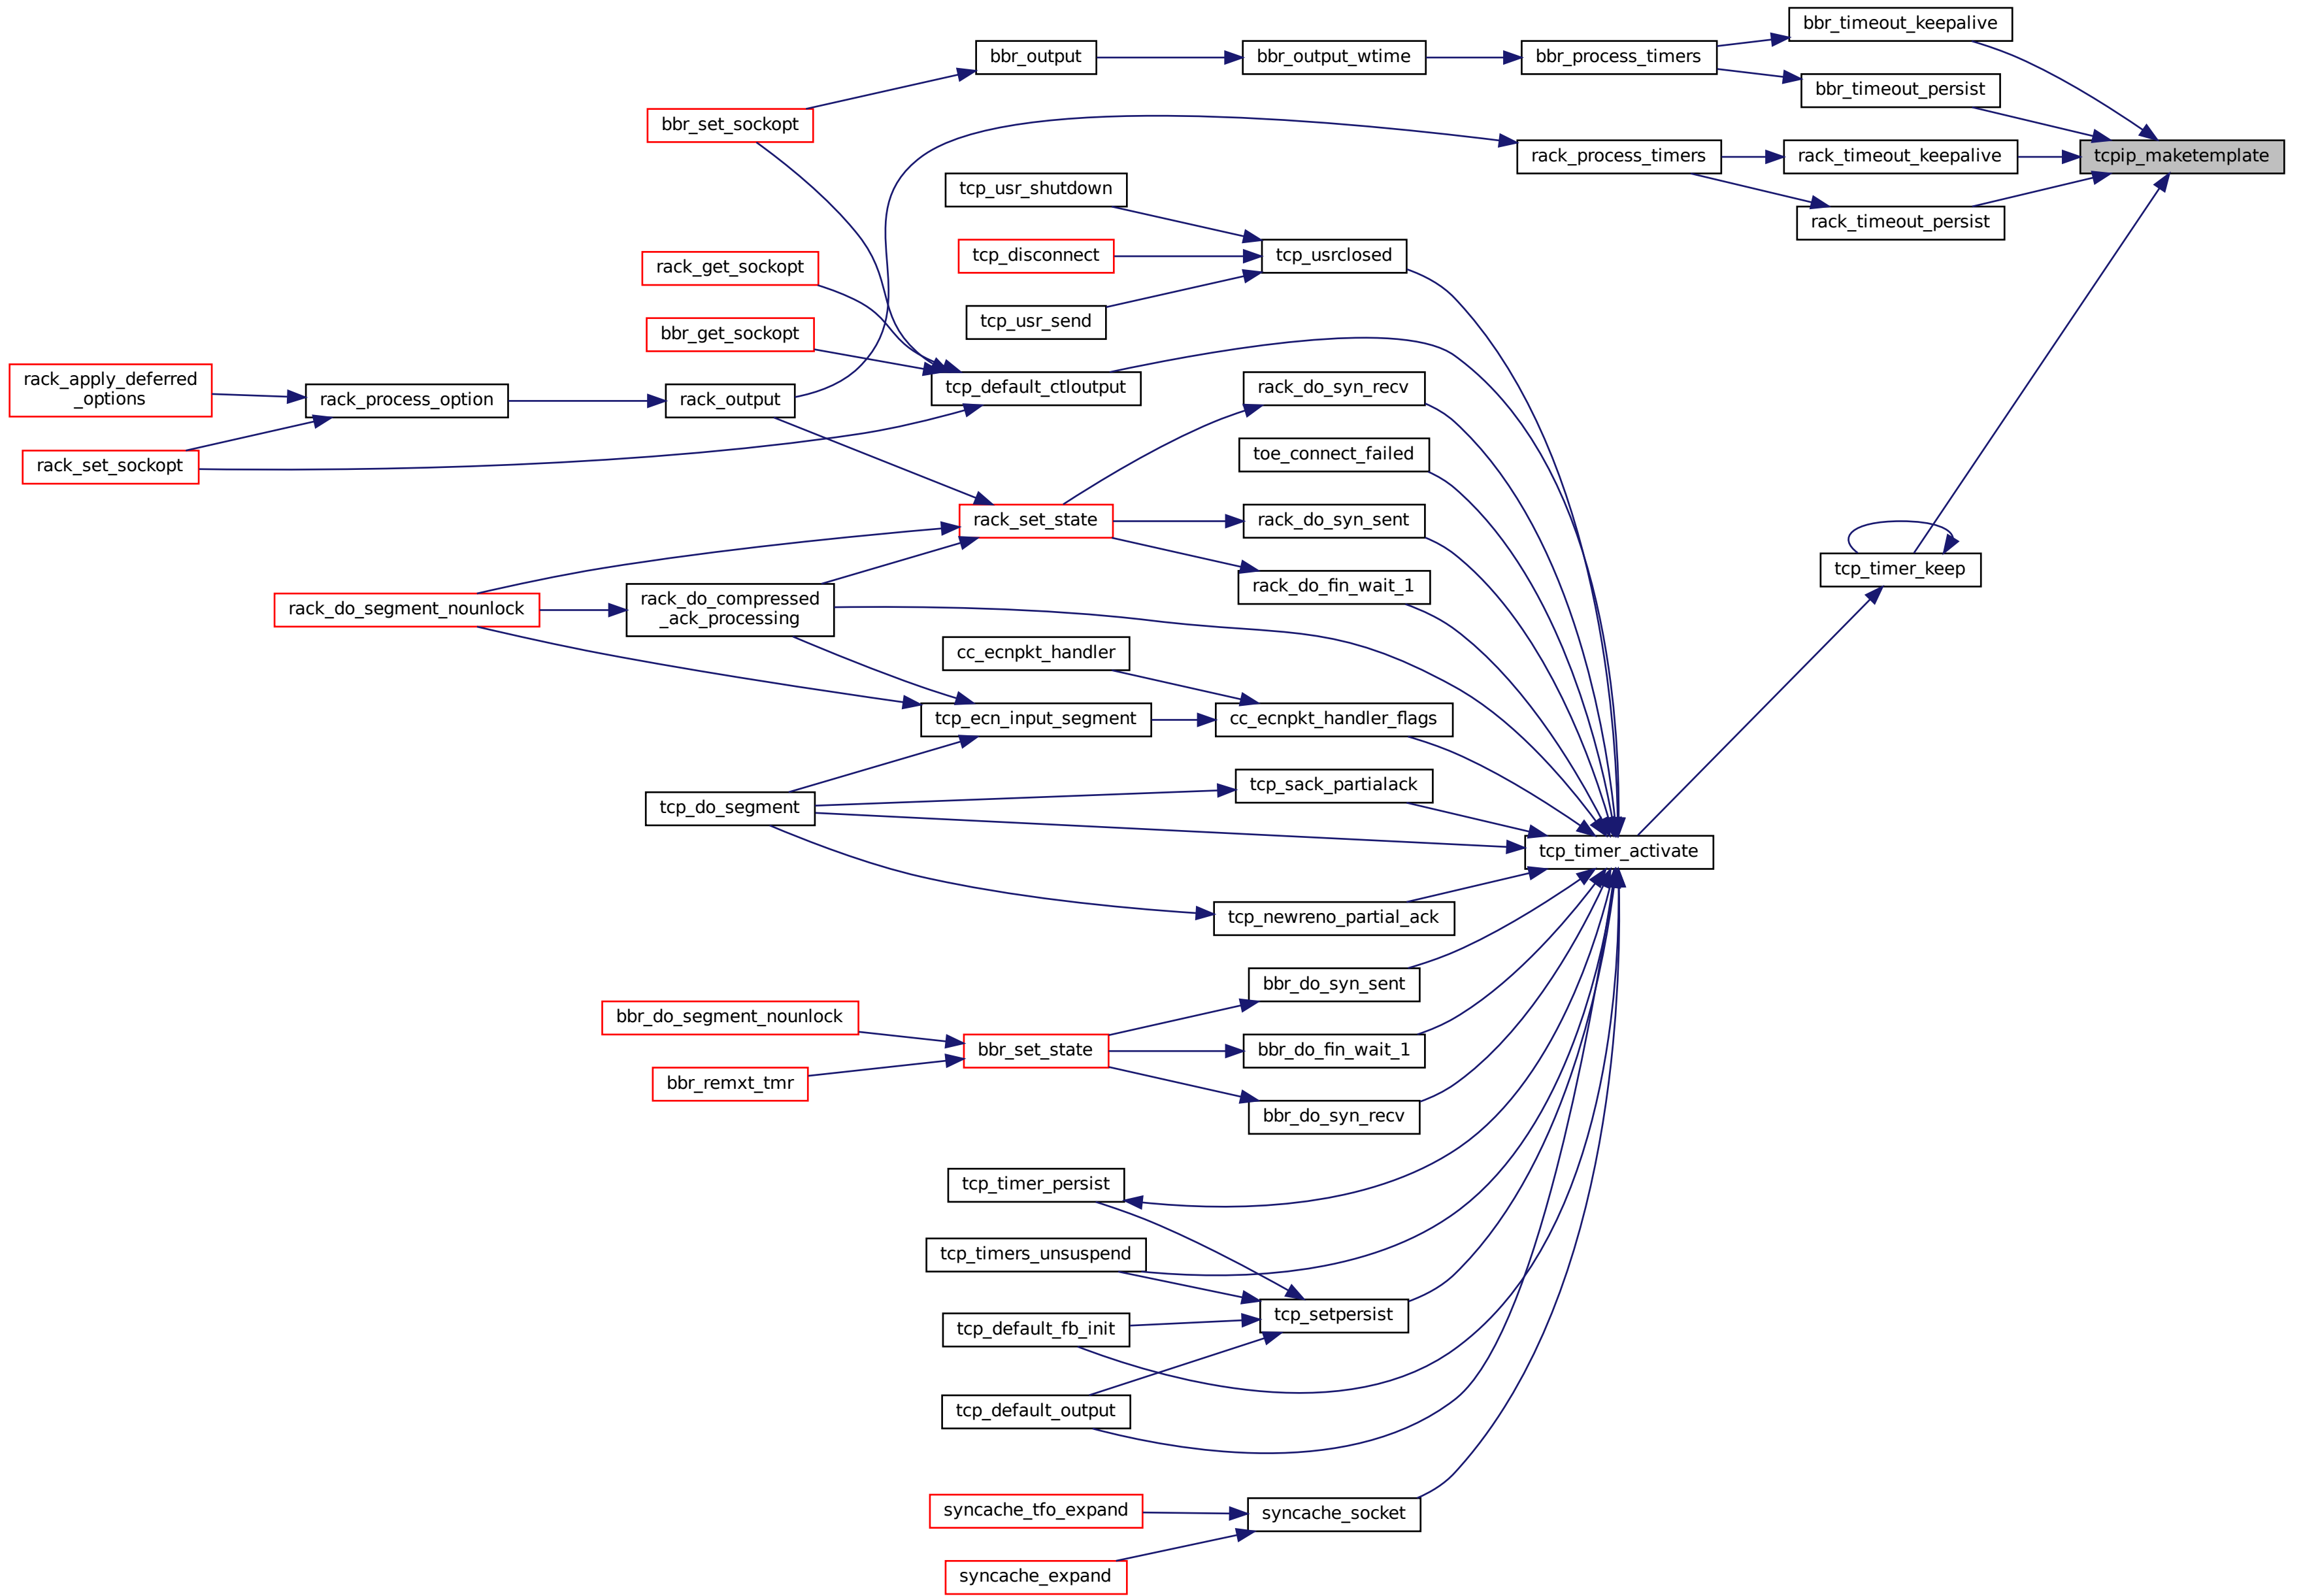 bbr_timeout_keepalive
bbr_output
bbr_output_wtime
bbr_process_timers
bbr_timeout_persist
bbr_set_sockopt
rack_process_timers
rack_timeout_keepalive
tcpip_maketemplate
tcp_usr_shutdown
rack_timeout_persist
tcp_disconnect
tcp_usrclosed
rack_get_sockopt
tcp_usr_send
bbr_get_sockopt
rack_apply_deferred
_options
rack_process_option
rack_output
tcp_default_ctloutput
rack_do_syn_recv
rack_set_sockopt
toe_connect_failed
rack_set_state
rack_do_syn_sent
tcp_timer_keep
rack_do_fin_wait_1
rack_do_segment_nounlock
rack_do_compressed
_ack_processing
cc_ecnpkt_handler
tcp_ecn_input_segment
cc_ecnpkt_handler_flags
tcp_sack_partialack
tcp_do_segment
tcp_timer_activate
tcp_newreno_partial_ack
bbr_do_syn_sent
bbr_do_segment_nounlock
bbr_set_state
bbr_do_fin_wait_1
bbr_remxt_tmr
bbr_do_syn_recv
tcp_timer_persist
tcp_timers_unsuspend
tcp_setpersist
tcp_default_fb_init
tcp_default_output
syncache_tfo_expand
syncache_socket
syncache_expand